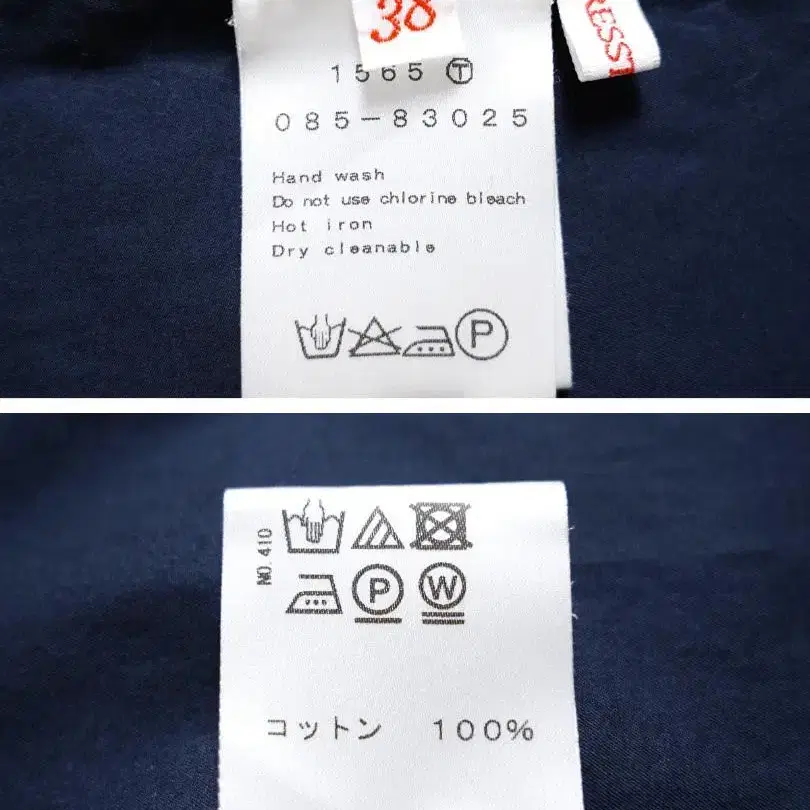 38
RESST
1565 Ⓣ
085-83025
Hand wash
Do not use chlorine bleach
Hot iron
Dry cleanable
P
NO.410
P W
コットン 100%